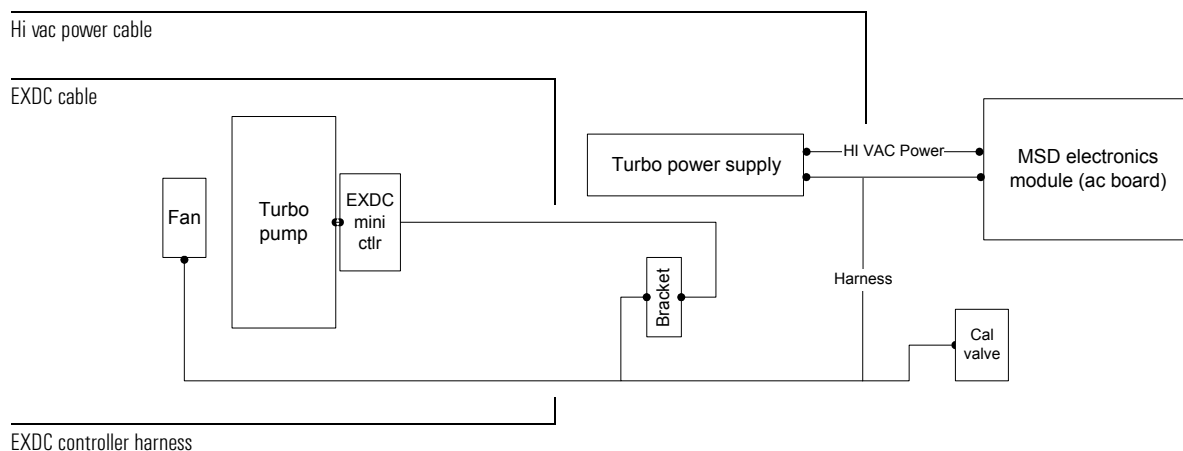 Hi vac power cable
EXDC cable
Turbo power supply
HI VAC Power
MSD electronics
module (ac board)
Fan
Turbo
pump
EXDC
mini
ctlr
Bracket
Harness
Cal
valve
EXDC controller harness